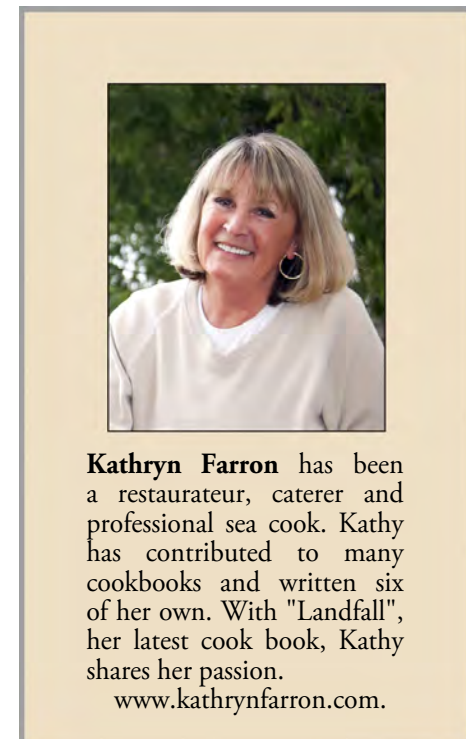 Kathryn Farron has been
a restaurateur, caterer and
professional sea cook. Kathy
has contributed to many
cookbooks and written six
of her own. With "Landfall",
her latest cook book, Kathy
shares her passion.
www.kathrynfarron.com.